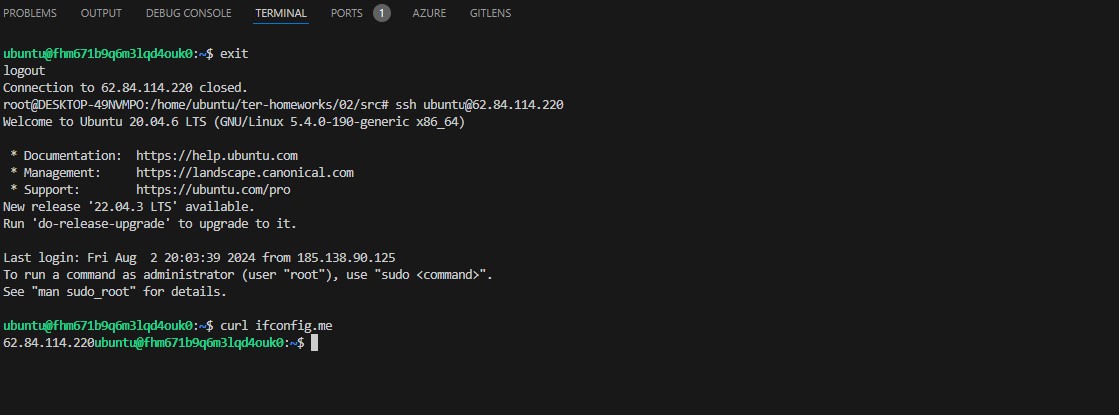 PROBLEMS OUTPUT DEBUG CONSOLE TERMINAL PORTS 1 AZURE GITLENS
ubuntu@fhm671b9q6m3lqd4ouk0:~$ exit
logout
Connection to 62.84.114.220 closed.
root@DESKTOP-49NVMPO:/home/ubuntu/ter-homeworks/02/src# ssh ubuntu@62.84.114.220
Welcome to Ubuntu 20.04.6 LTS (GNU/Linux 5.4.0-190-generic x86_64)
* Documentation:  https://help.ubuntu.com
* Management:     https://landscape.canonical.com
* Support:        https://ubuntu.com/pro
New release '22.04.3 LTS' available.
Run 'do-release-upgrade' to upgrade to it.
Last login: Fri Aug  2 20:03:39 2024 from 185.138.90.125
To run a command as administrator (user "root"), use "sudo <command>".
See "man sudo_root" for details.
ubuntu@fhm671b9q6m3lqd4ouk0:~$ curl ifconfig.me
62.84.114.220ubuntu@fhm671b9q6m3lqd4ouk0:~$